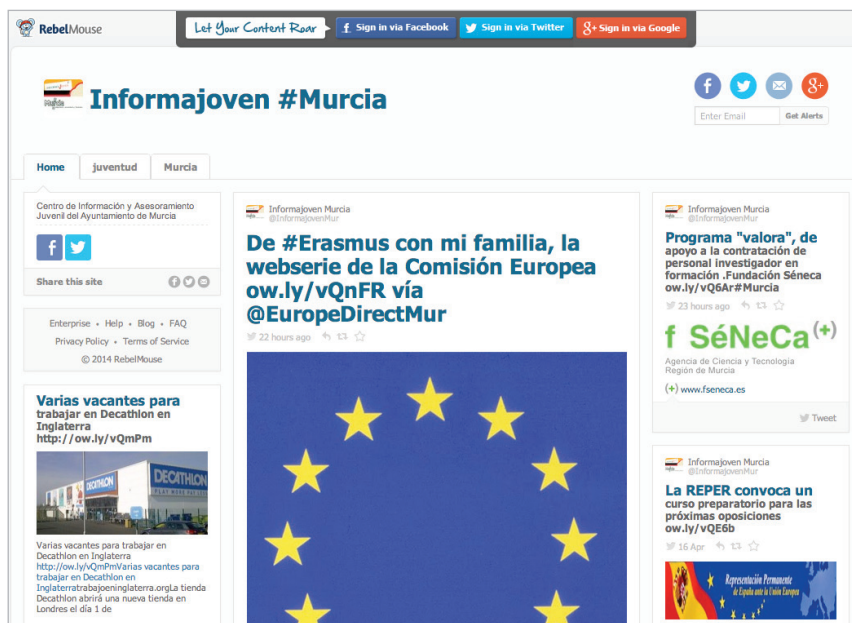 RebelMouse
Let Your Content Roar
Sign in via Facebook
Sign in via Twitter
Sign in via Google
Informajoven #Murcia
Enter Email
Get Alerts
Home
juventud
Murcia
Centro de Información y Asesoramiento
Juvenil del Ayuntamiento de Murcia
Share this site
Enterprise • Help • Blog • FAQ
Privacy Policy • Terms of Service
© 2014 RebelMouse
Varias vacantes para
trabajar en Decathlon en
Inglaterra
http://ow.ly/vQmPm
DECATHLON
DECATHLON
Varias vacantes para trabajar en
Decathlon en Inglaterra
http://ow.ly/vQmPmVarias vacantes para
trabajar en Decathlon en
Inglaterratrabajoeninglaterra.orgLa tienda
Decathlon abrirá una nueva tienda en
Londres el día 1 de
Informajoven Murcia
@InformajovenMur
De #Erasmus con mi familia, la
webserie de la Comisión Europea
ow.ly/vQnFR vía
@EuropeDirectMur
22 hours ago
Informajoven Murcia
@InformajovenMur
Programa "valora", de
apoyo a la contratación de
personal investigador en
formación .Fundación Séneca
ow.ly/vQ6Ar#Murcia
23 hours ago
f SéNeCa(+)
Agencia de Ciencia y Tecnología
Región de Murcia
(+) www.fseneca.es
Tweet
Informajoven Murcia
@InformajovenMur
La REPER convoca un
curso preparatorio para las
próximas oposiciones
ow.ly/vQE6b
16 Apr
Representación Permanente
de España ante la Unión Europea